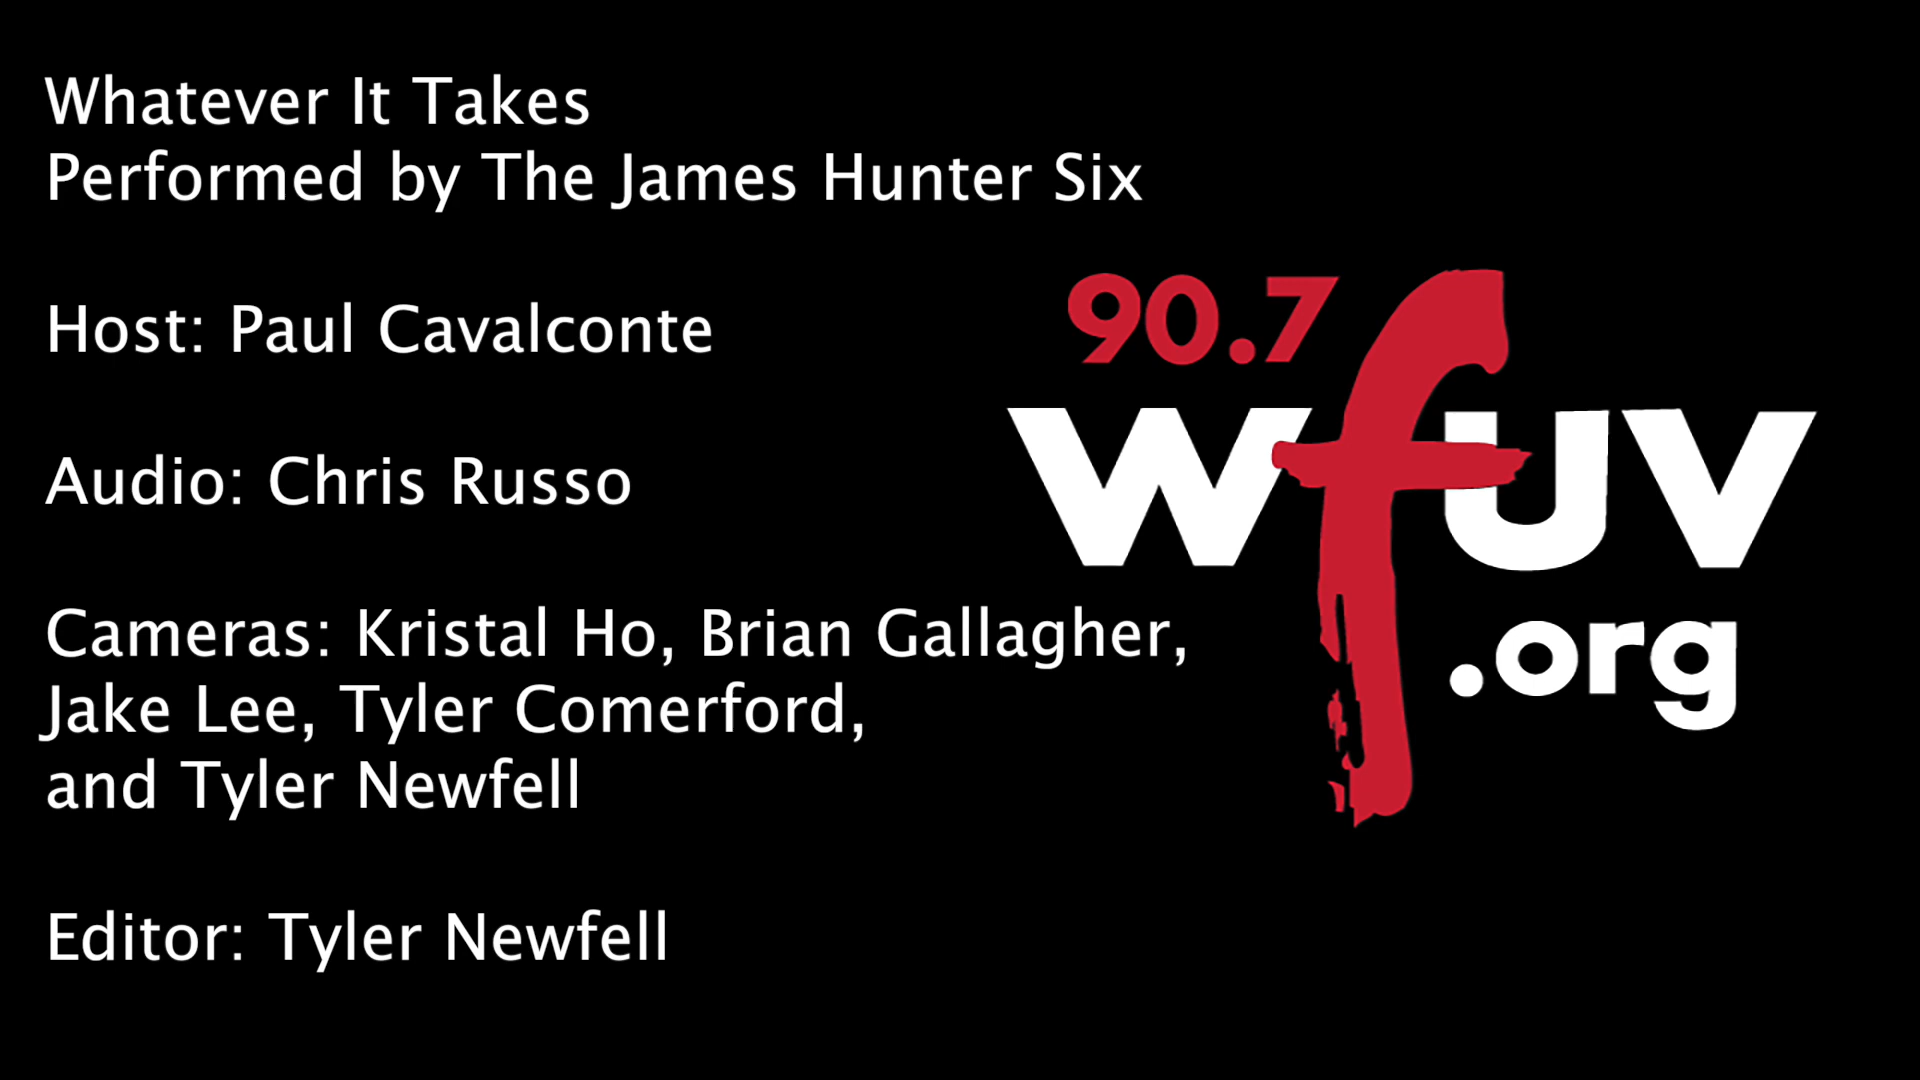 Whatever It Takes
Performed by The James Hunter Six
Host: Paul Cavalconte
Audio: Chris Russo
Cameras: Kristal Ho, Brian Gallagher,
Jake Lee, Tyler Comerford,
and Tyler Newfell
Editor: Tyler Newfell
90.7
wfuv
.org